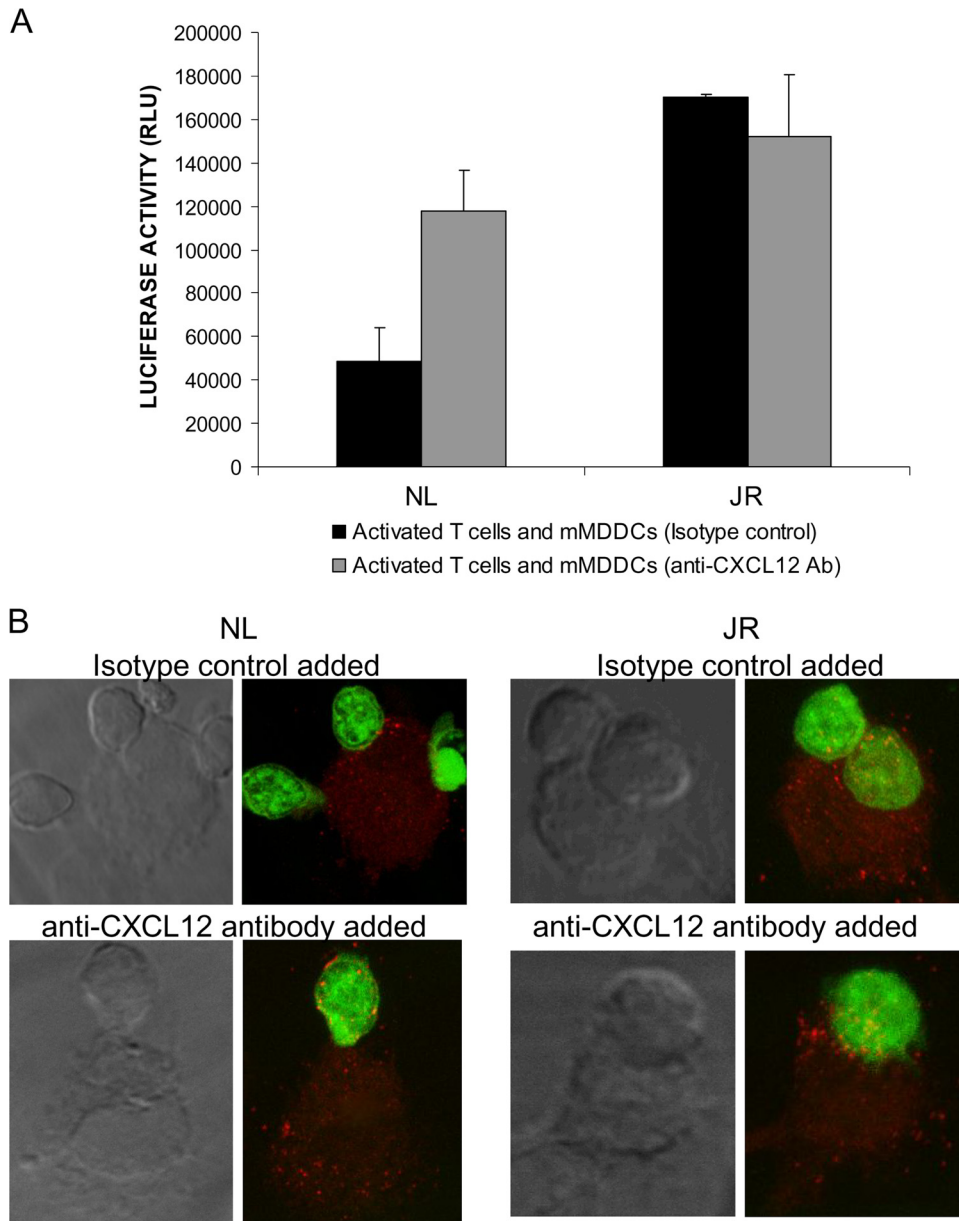 A
LUCIFERASE ACTIVITY (RLU)
200000
180000
160000
140000
120000
100000
80000
60000
40000
20000
0
NL
JR
Activated T cells and mMDDCs (Isotype control)
Activated T cells and mMDDCs (anti-CXCL12 Ab)
B
NL
JR
Isotype control added
Isotype control added
anti-CXCL12 antibody added
anti-CXCL12 antibody added